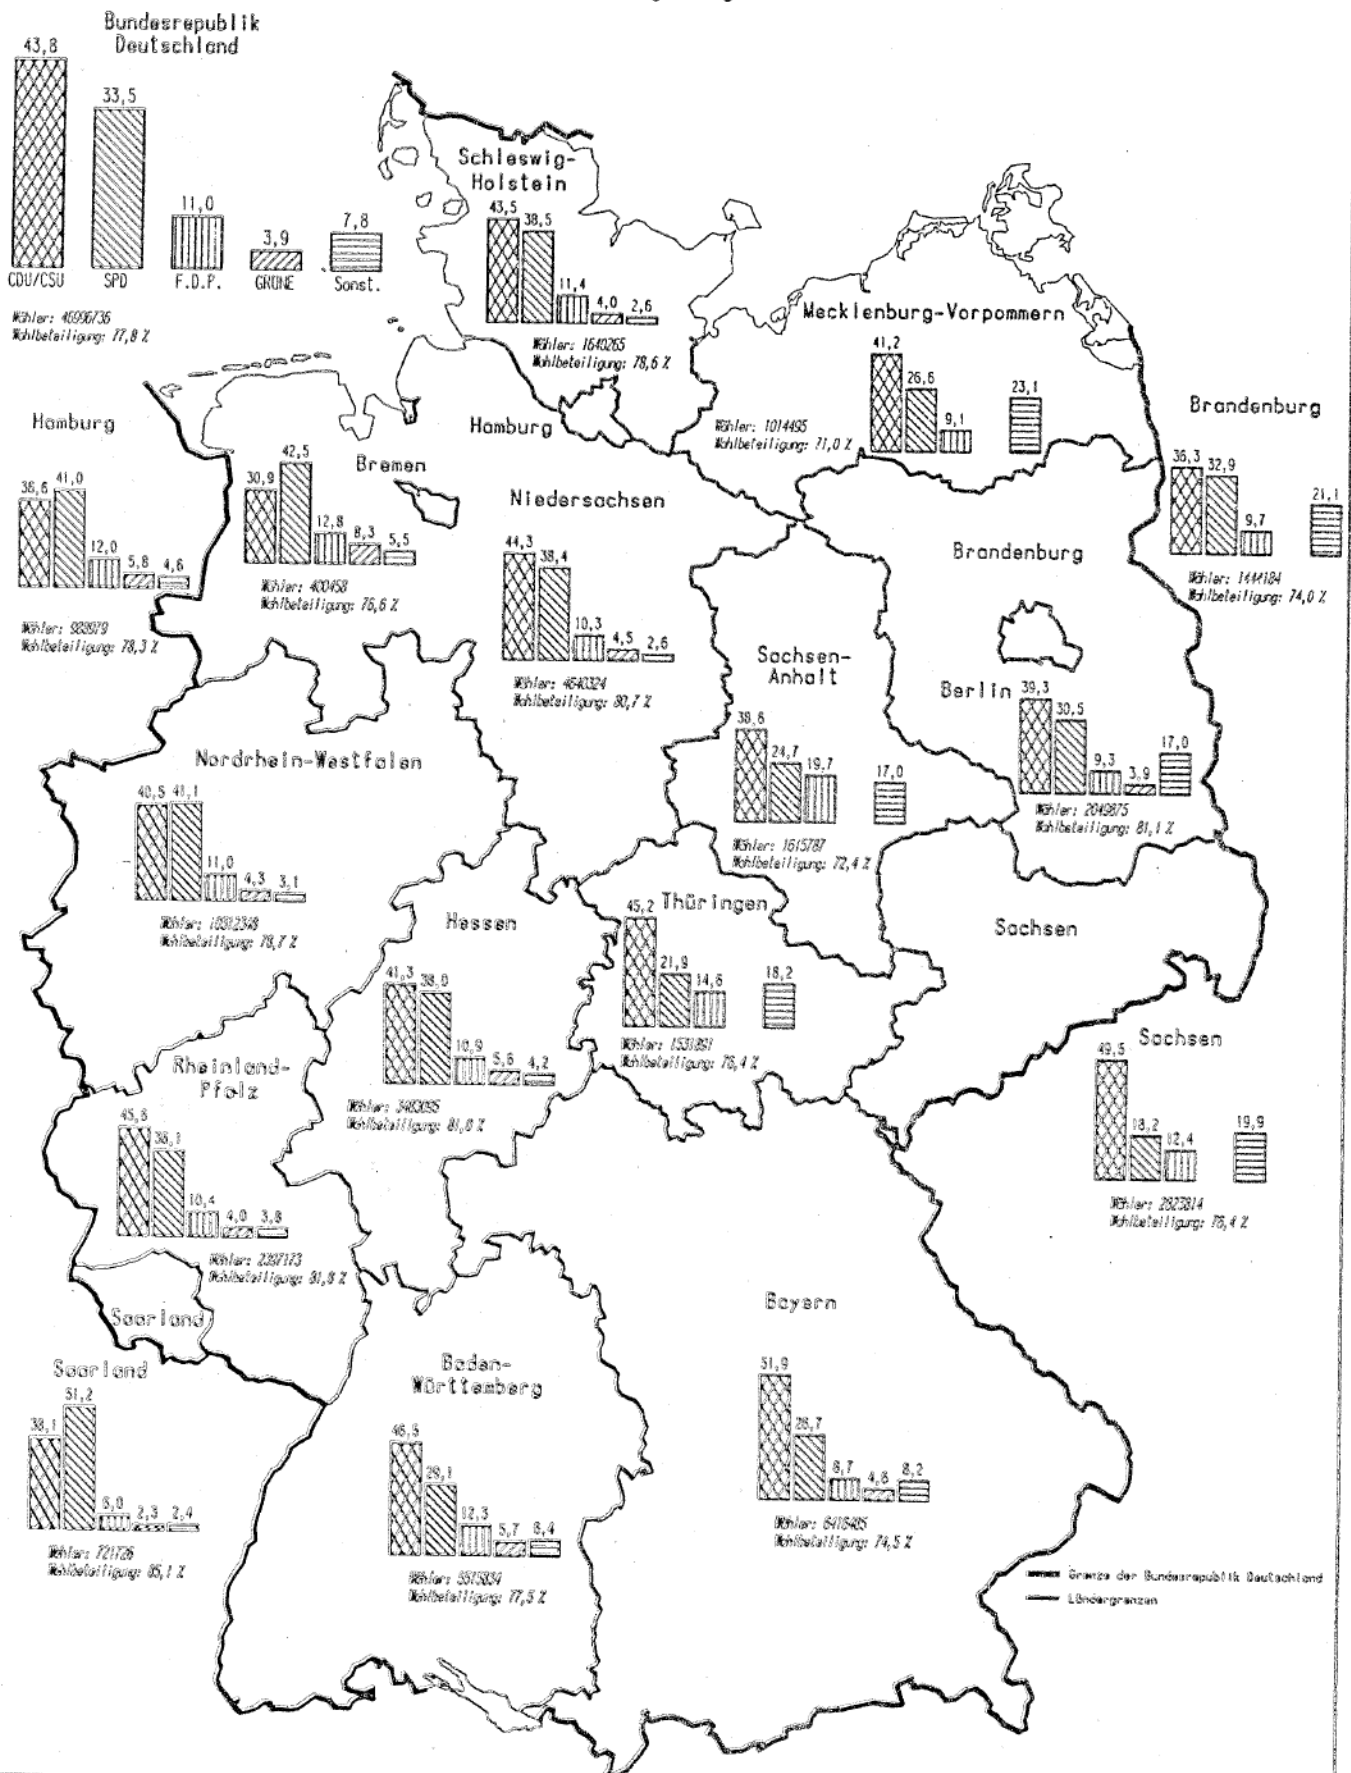 Bundesrepublik
Deutschland
43,8
33,5
11,0
3,9
7,8
CDU/CSU SPD F.D.P. GRÜNE Sonst.
Wähler: 46996736
Wahlbeteiligung: 77,8 %
Schleswig-
Holstein
43,5
38,5
11,4
4,0
2,6
Wähler: 1640265
Wahlbeteiligung: 78,6 %
Mecklenburg-Vorpommern
41,2
26,6
9,1
23,1
Wähler: 1014495
Wahlbeteiligung: 71,0 %
Hamburg
36,6
41,0
12,0
5,8
4,6
Wahlbeteiligung: 78,3 %
Hamburg
Bremen
30,9
42,5
12,8
8,3
5,5
Wähler: 400458
Wahlbeteiligung: 76,6 %
Niedersachsen
44,3
38,4
10,3
4,5
2,6
Wähler: 4640324
Wahlbeteiligung: 80,7 %
Brandenburg
36,3
32,9
9,7
21,1
Wähler: 1444184
Wahlbeteiligung: 74,0 %
Brandenburg
Sachsen-
Anhalt
38,6
24,7
19,7
17,0
Wähler: 1615787
Wahlbeteiligung: 72,4 %
Berlin
39,3
30,5
9,3
3,9
17,0
Wähler: 2049875
Wahlbeteiligung: 81,1 %
Nordrhein-Westfalen
40,5
41,1
11,0
4,3
3,1
Wähler:
Wahlbeteiligung: 78,7 %
Hessen
41,3
38,0
10,9
5,6
4,2
Wähler: 3483095
Wahlbeteiligung: 81,0 %
Thüringen
45,2
21,9
14,6
18,2
Wähler:
Wahlbeteiligung: 76,4 %
Sachsen
Sachsen
49,5
18,2
12,4
19,9
Wähler: 2823814
Wahlbeteiligung: 76,4 %
Rheinland-
Pfalz
45,6
36,1
10,4
4,0
3,8
Wähler: 2397173
Wahlbeteiligung: 81,8 %
Saarland
Saarland
38,1
51,2
6,0
2,3
2,4
Wähler: 721726
Wahlbeteiligung: 85,1 %
Baden-
Württemberg
46,5
29,1
12,3
5,7
6,4
Wähler: 5515834
Wahlbeteiligung: 77,5 %
Bayern
51,9
26,7
8,7
4,6
8,2
Wähler:
Wahlbeteiligung: 74,5 %
Grenze der Bundesrepublik Deutschland
Ländergrenzen